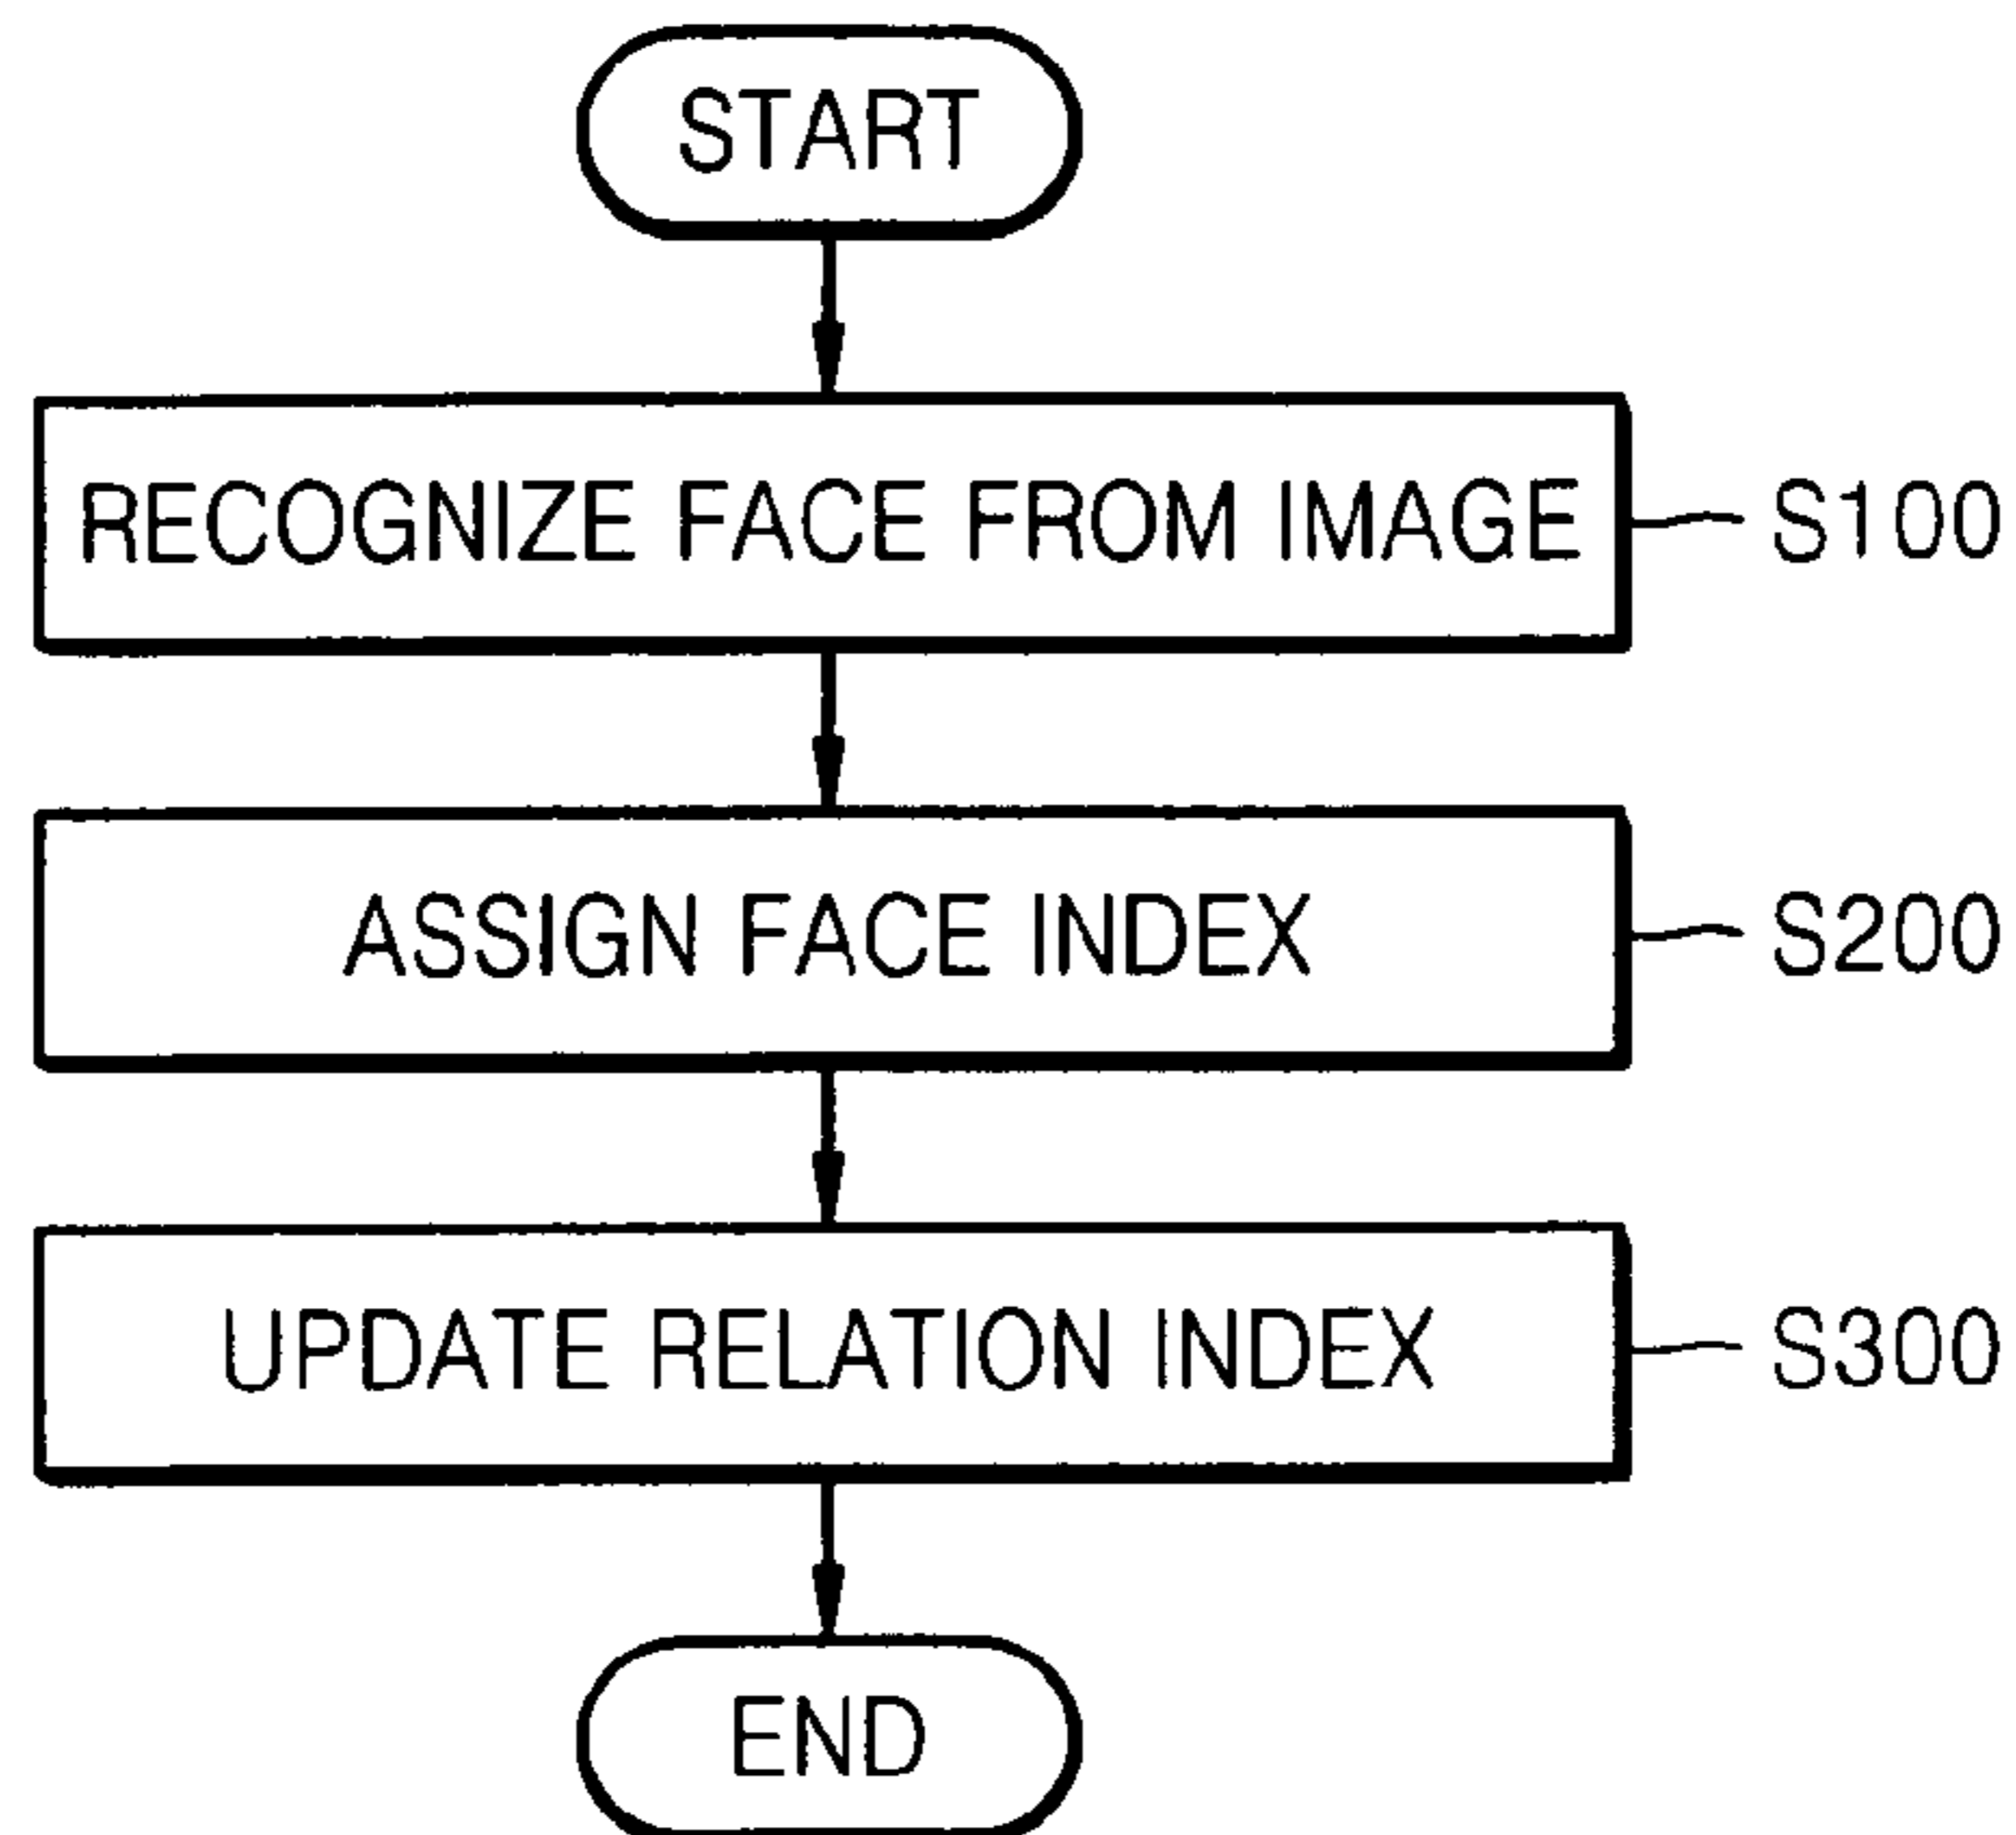 START
RECOGNIZE FACE FROM IMAGE S100
ASSIGN FACE INDEX S200
UPDATE RELATION INDEX S300
END